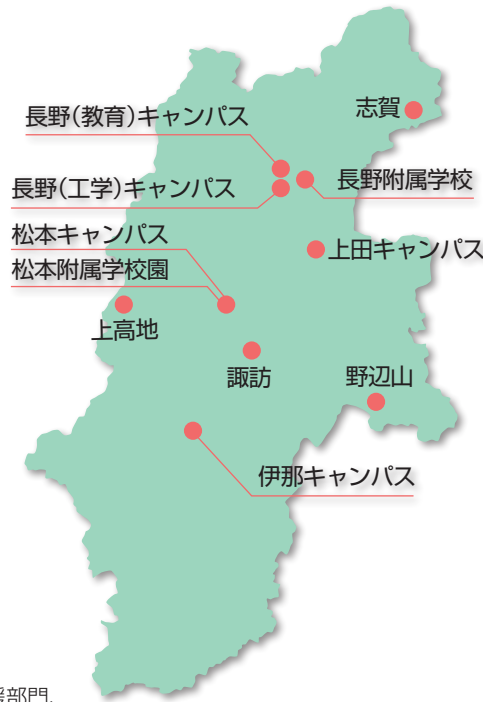 志賀
長野(教育)キャンパス
長野附属学校
長野(工学)キャンパス
松本キャンパス
上田キャンパス
松本附属学校園
上高地
諏訪
野辺山
伊那キャンパス
援部門,